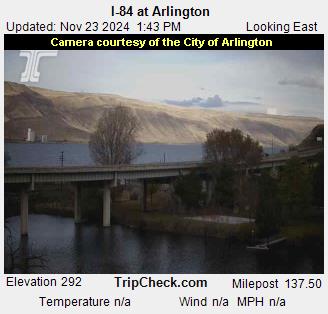 I-84 at Arlington
Updated: Nov 23 2024 1:43 PM Looking East
Camera courtesy of the City of Arlington
Elevation 292 TripCheck.com Milepost 137.50
Temperature n/a Wind n/a MPH n/a